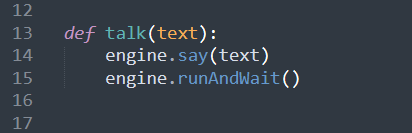 12
13 def talk(text):
14     engine.say(text)
15     engine.runAndWait()
16
17